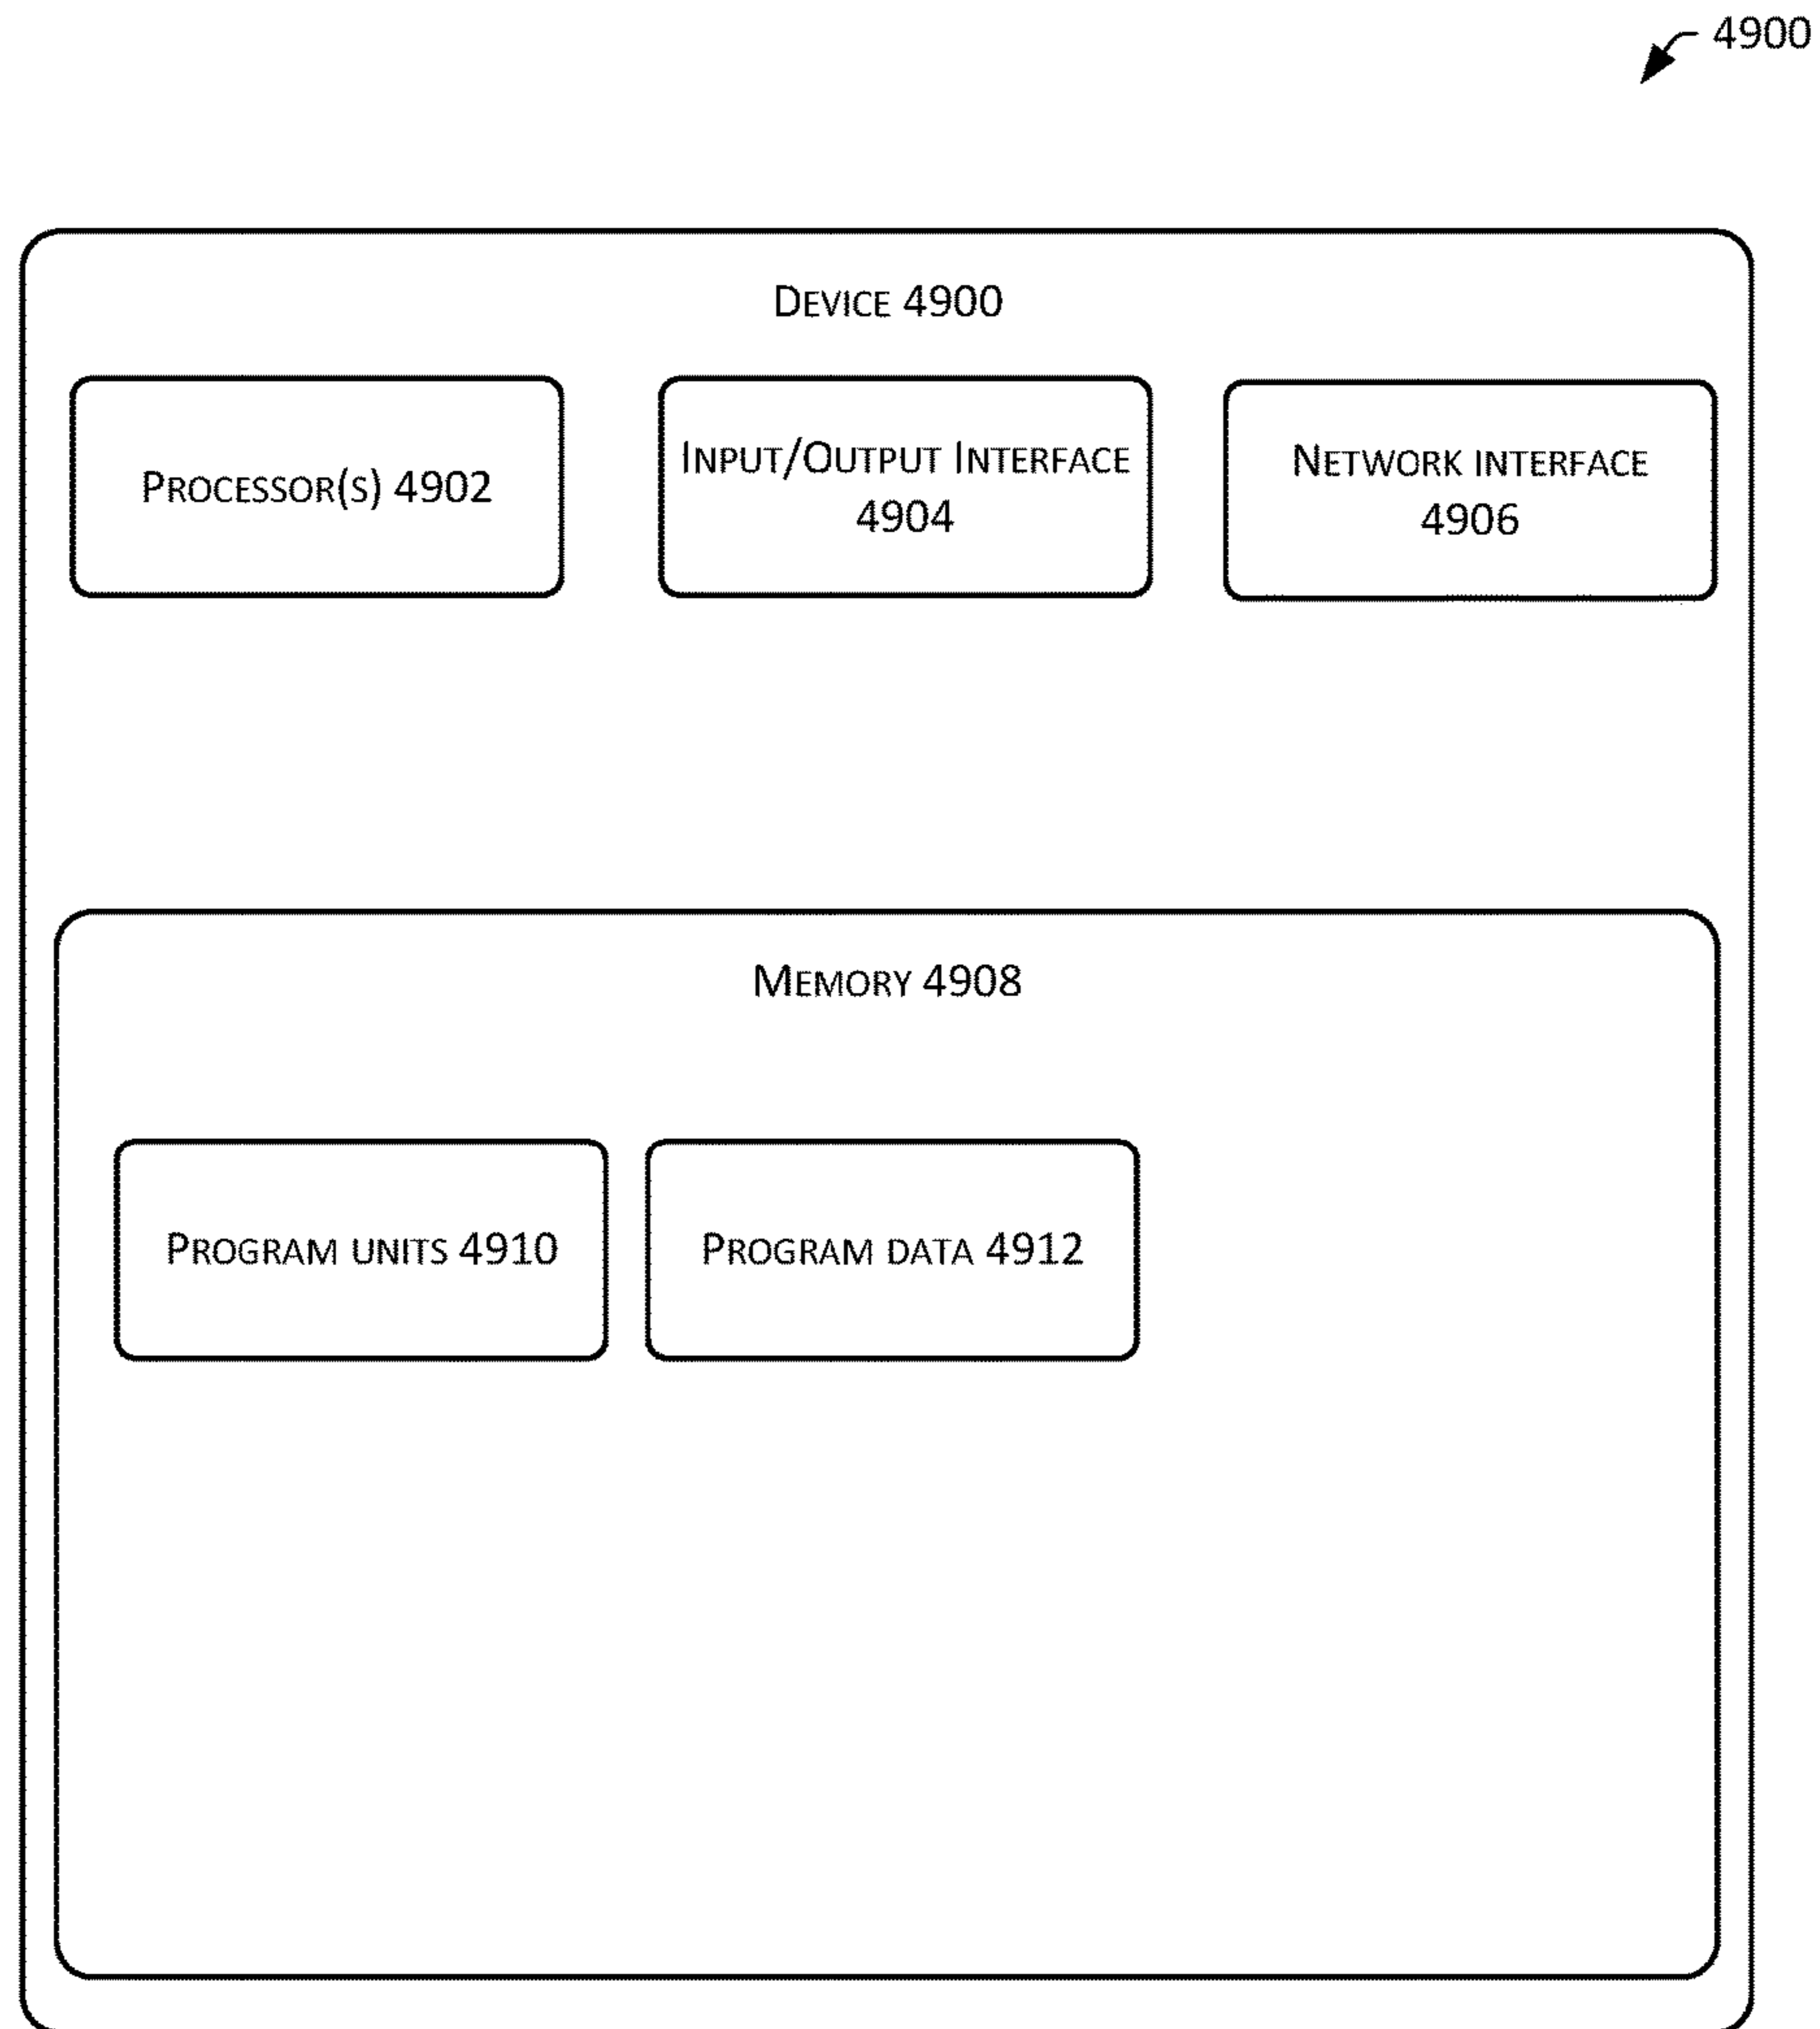 4900
DEVICE 4900
PROCESSOR(S) 4902
INPUT/OUTPUT INTERFACE
4904
NETWORK INTERFACE
4906
MEMORY 4908
PROGRAM UNITS 4910
PROGRAM DATA 4912